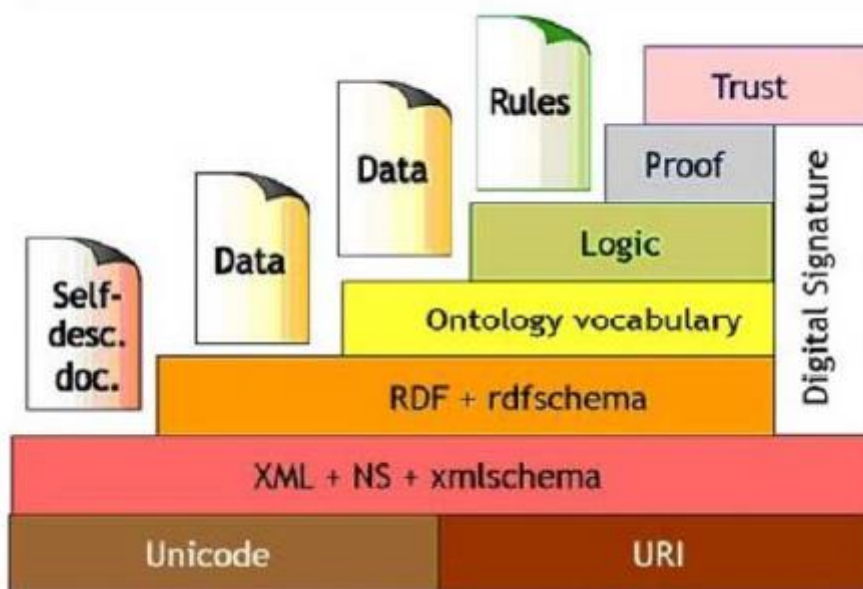 Rules
Trust
Data
Proof
Data
Logic
Self-
desc.
doc.
Ontology vocabulary
Digital Signature
RDF + rdfschema
XML + NS + xmlschema
Unicode
URI